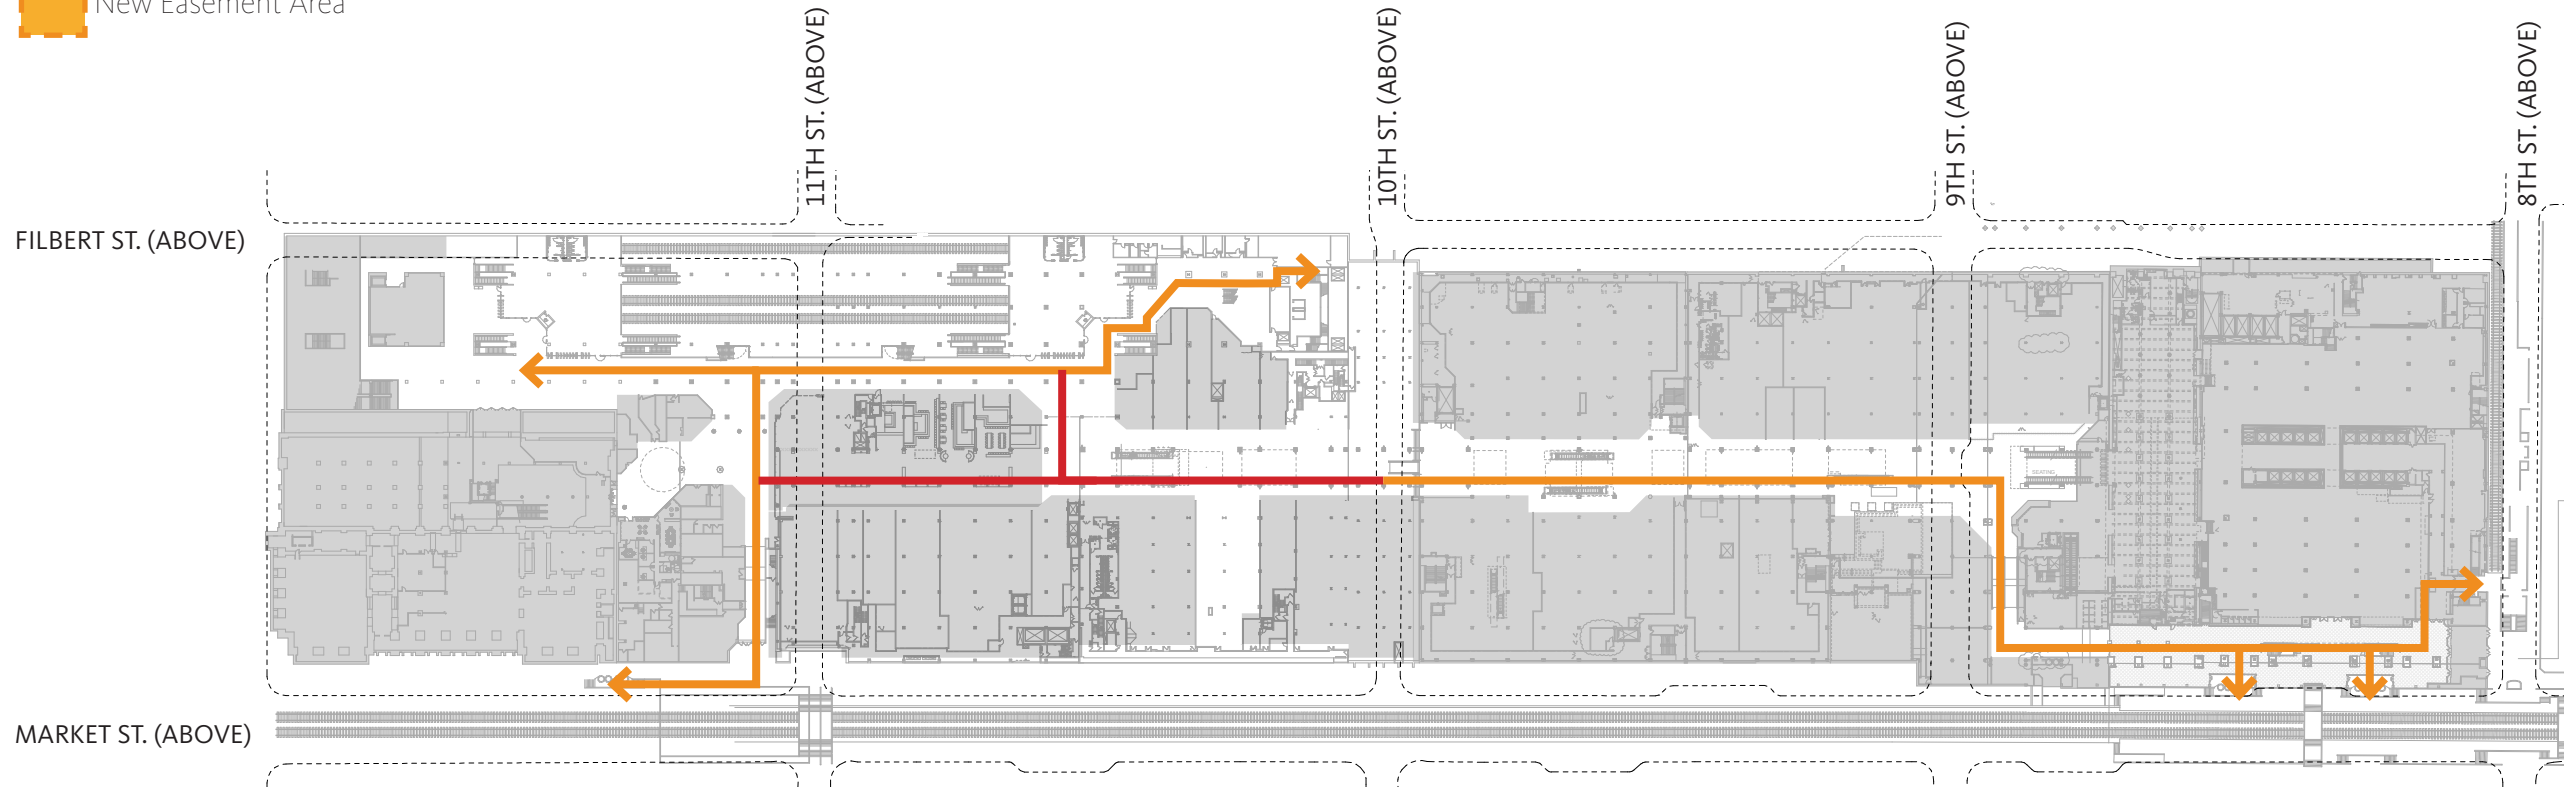 New Easement Area
11TH ST. (ABOVE)
10TH ST. (ABOVE)
9TH ST. (ABOVE)
8TH ST. (ABOVE)
FILBERT ST. (ABOVE)
SEATING
MARKET ST. (ABOVE)